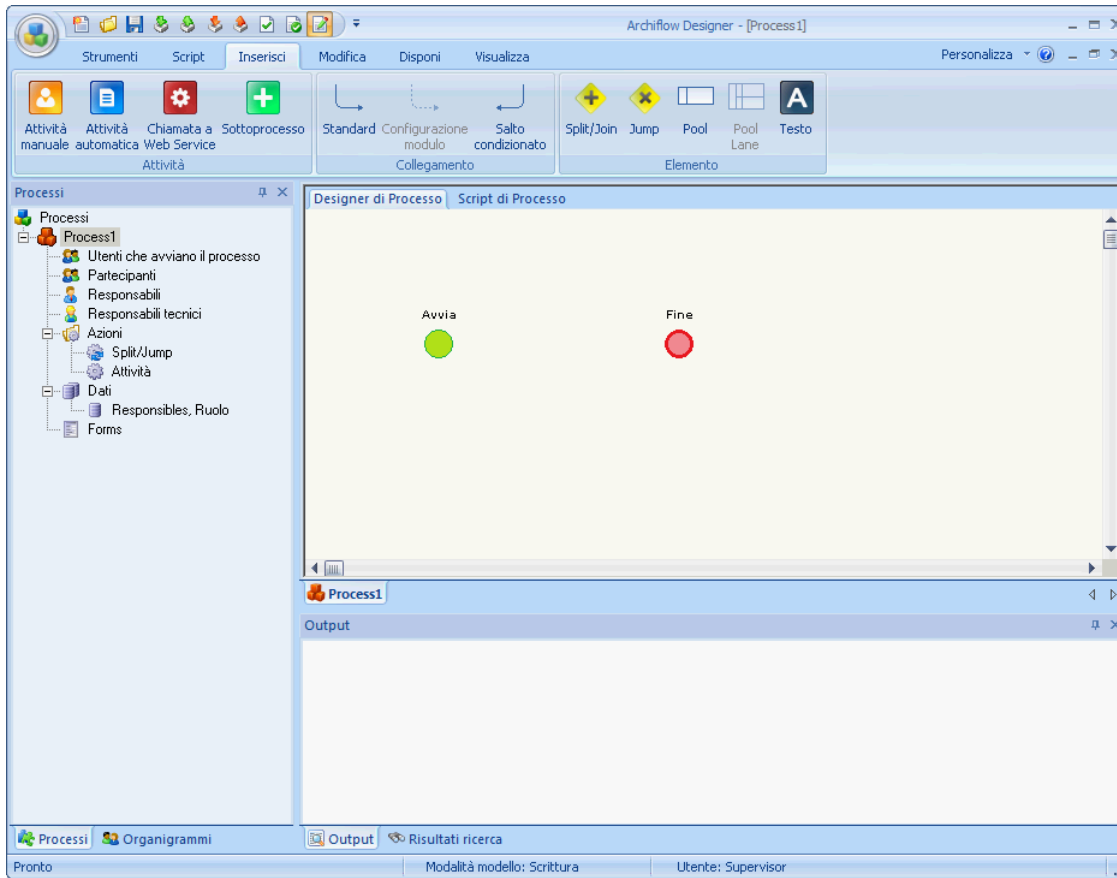 Archiflow Designer - [Process1]
Strumenti Script Inserisci Modifica Disponi Visualizza Personalizza
Attività manuale
Attività automatica
Chiamata a Web Service
Sottoprocesso
Attività
Standard
Configurazione modulo
Salto condizionato
Collegamento
Split/Join
Jump
Pool
Pool Lane
A
Testo
Elemento
Processi
Processi
Process1
Utenti che avviano il processo
Partecipanti
Responsabili
Responsabili tecnici
Azioni
Split/Jump
Attività
Dati
Responsibles, Ruolo
Forms
Processi Organigrammi
Designer di Processo Script di Processo
Avvia Fine
Process1
Output
Output Risultati ricerca
Pronto Modalità modello: Scrittura Utente: Supervisor